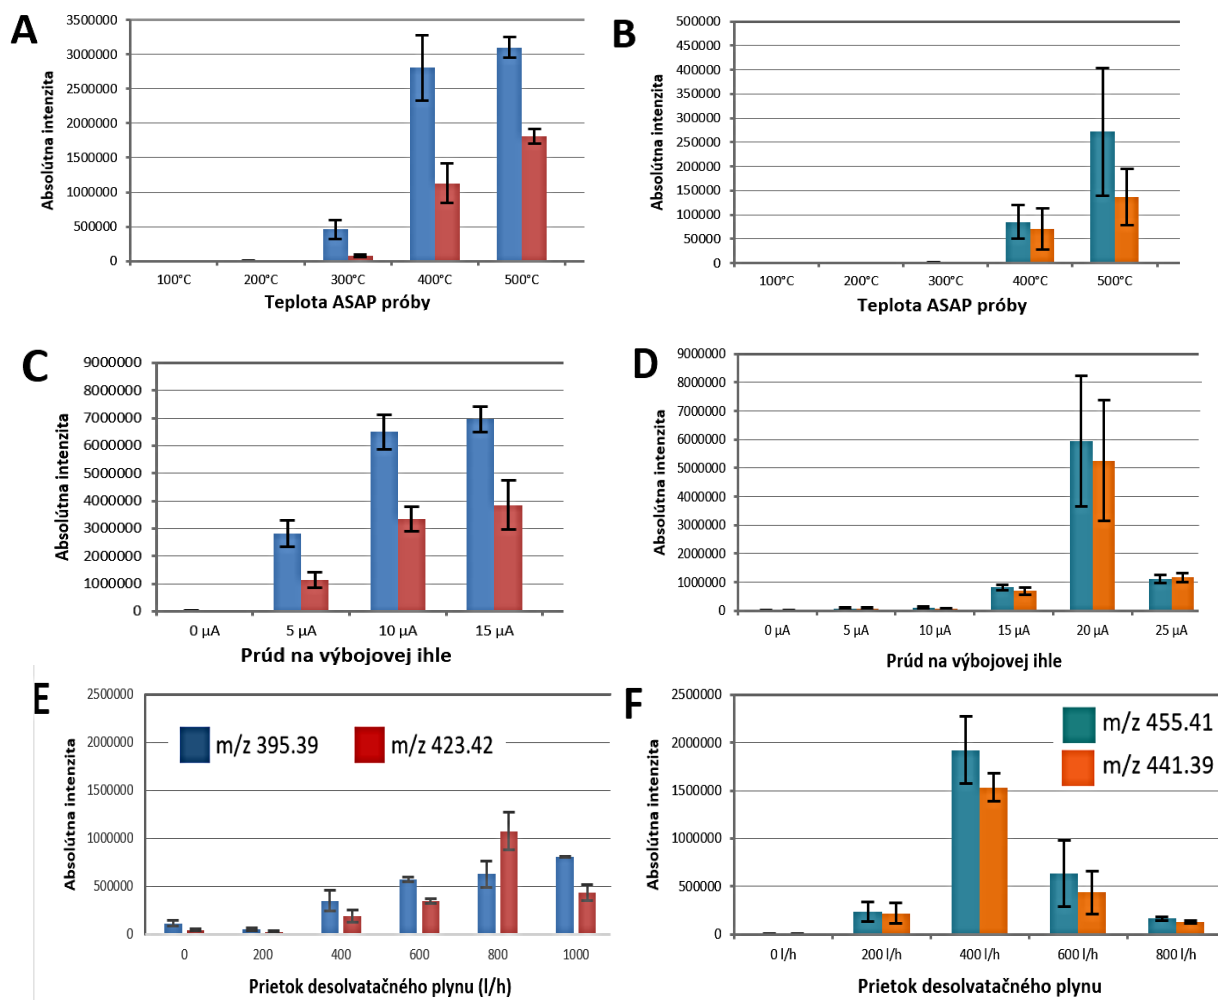 A
Absolútna intenzita
3500000
3000000
2500000
2000000
1500000
1000000
500000
0
100°C 200°C 300°C 400°C 500°C
Teplota ASAP próby
B
Absolútna intenzita
500000
450000
400000
350000
300000
250000
200000
150000
100000
50000
0
100°C 200°C 300°C 400°C 500°C
Teplota ASAP próby
C
Absolútna intenzita
9000000
8000000
7000000
6000000
5000000
4000000
3000000
2000000
1000000
0
0 µA 5 µA 10 µA 15 µA
Prúd na výbojovej ihle
D
Absolútna intenzita
9000000
8000000
7000000
6000000
5000000
4000000
3000000
2000000
1000000
0
0 µA 5 µA 10 µA 15 µA 20 µA 25 µA
Prúd na výbojovej ihle
E
Absolútna intenzita
2500000
2000000
1500000
1000000
500000
0
m/z 395.39 m/z 423.42
0 200 400 600 800 1000
Prietok desolvatačného plynu (l/h)
F
Absolútna intenzita
2500000
2000000
1500000
1000000
500000
0
m/z 455.41
m/z 441.39
0 l/h 200 l/h 400 l/h 600 l/h 800 l/h
Prietok desolvatačného plynu